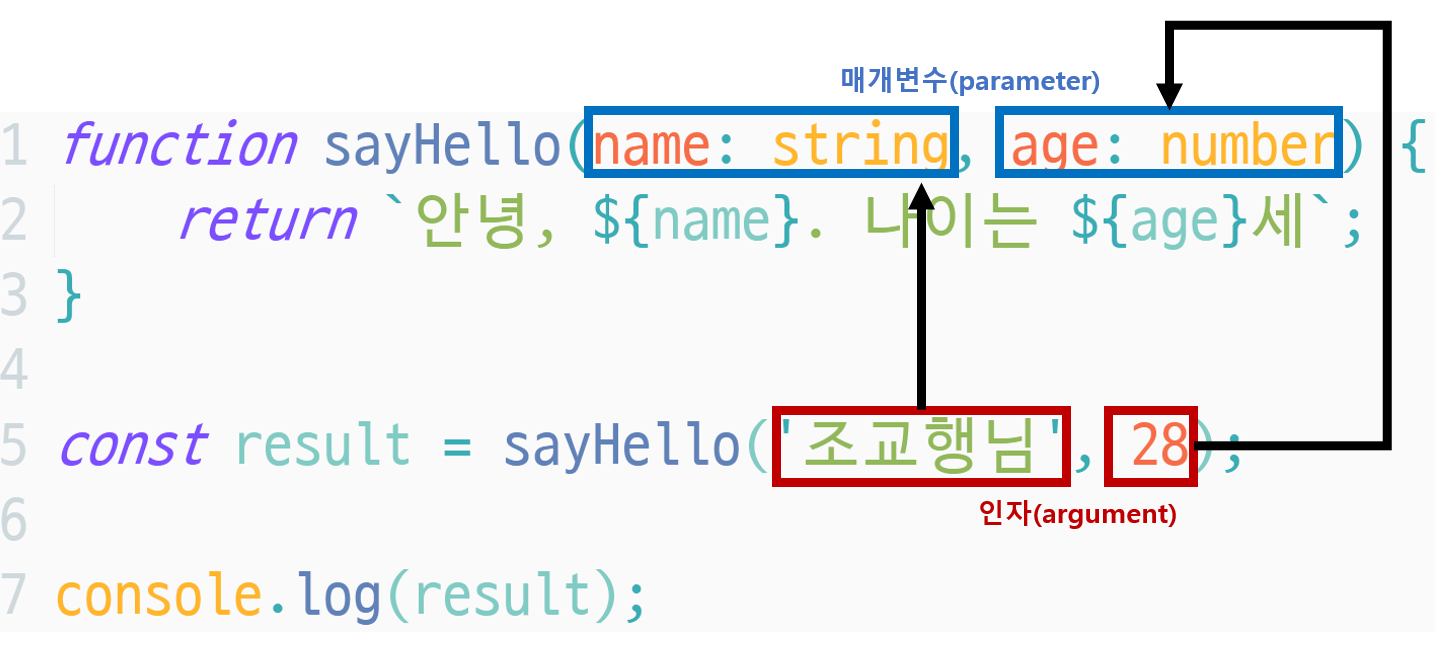 매개변수(parameter)
1 function sayHello(name: string, age: number) {
2 return `안녕, ${name}. 나이는 ${age}세`;
3 }
4
5 const result = sayHello('조교행님', 28);
인자(argument)
6
7 console.log(result);